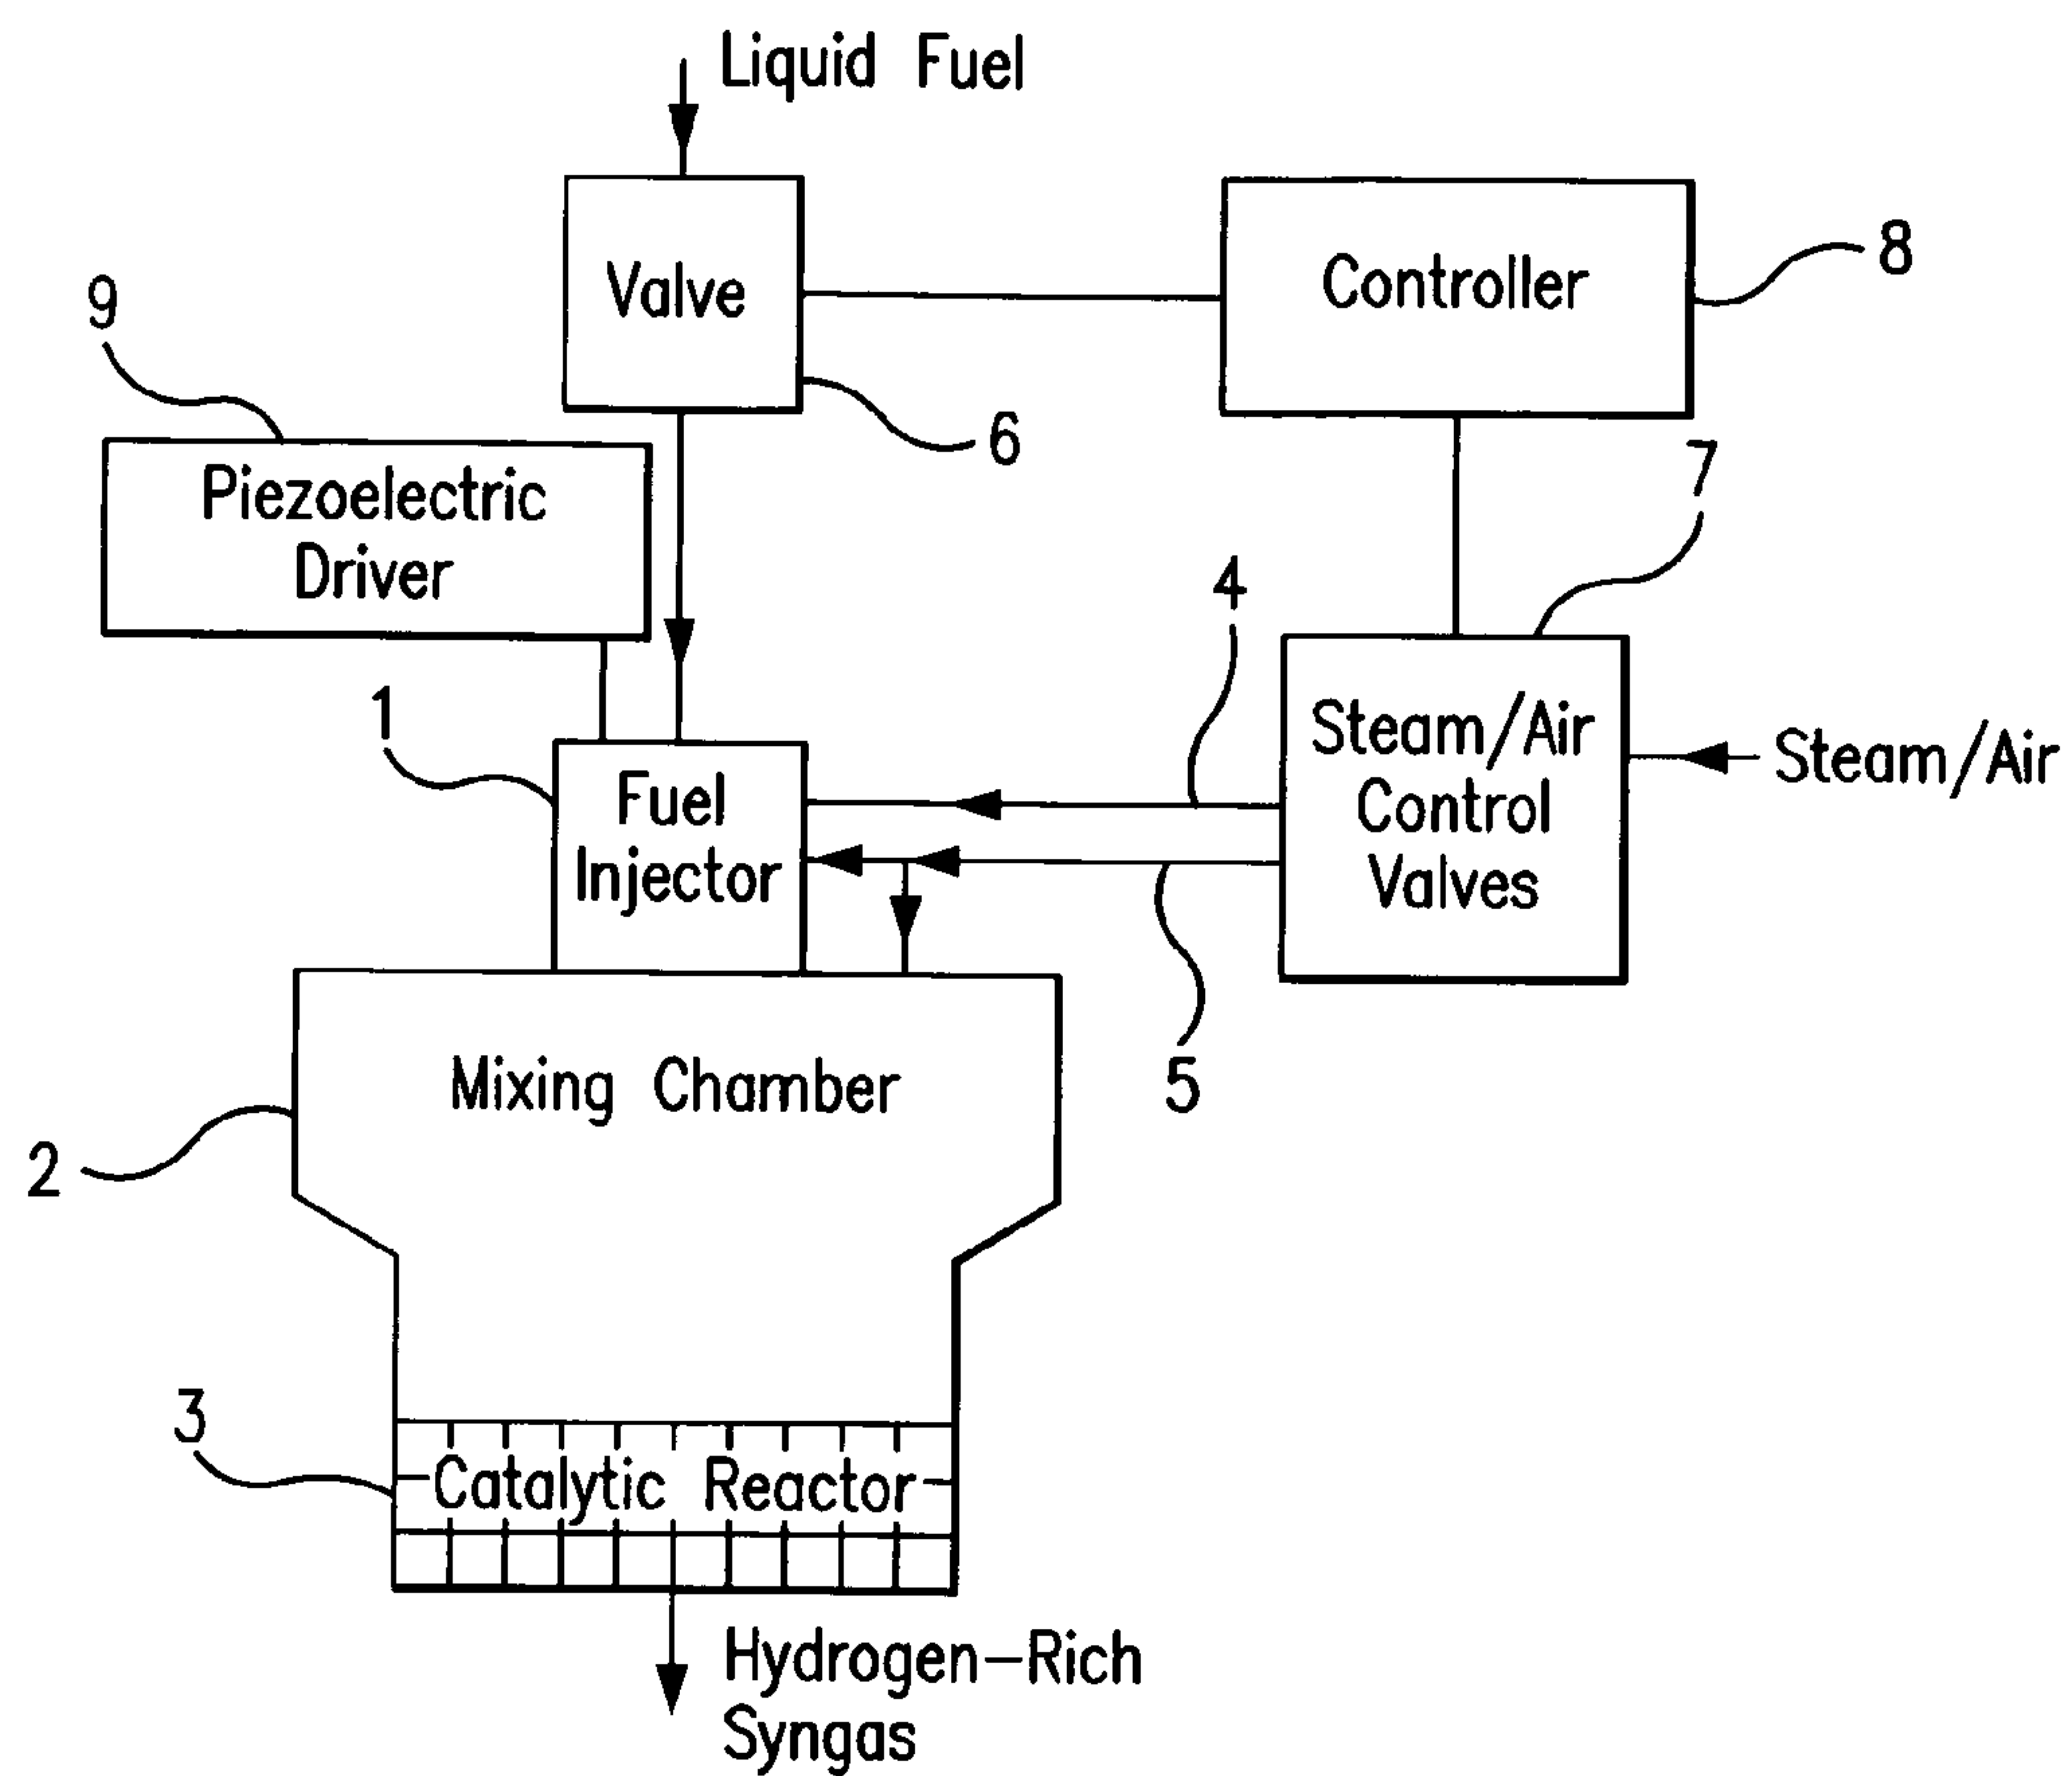 Liquid Fuel
Valve
Controller
8
9
6
Piezoelectric
Driver
7
4
1
Fuel
Injector
Steam/Air
Control
Valves
Steam/Air
5
Mixing Chamber
2
3
Catalytic Reactor
Hydrogen-Rich
Syngas